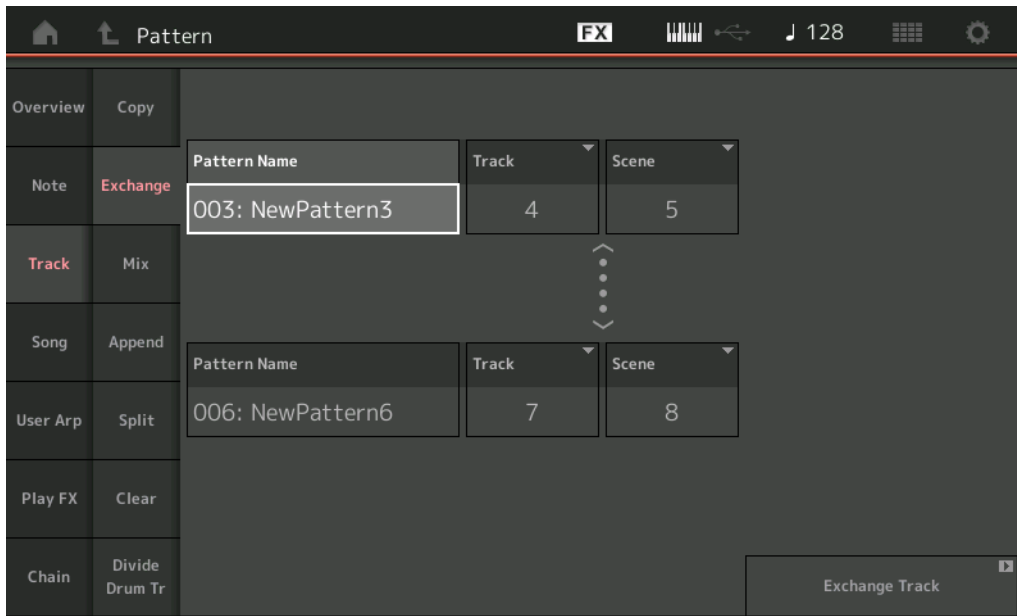 Pattern
FX
♩ 128
Overview
Copy
Note
Exchange
Track
Mix
Song
Append
User Arp
Split
Play FX
Clear
Chain
Divide
Drum Tr
Pattern Name
Track
Scene
003: NewPattern3
4
5
Pattern Name
Track
Scene
006: NewPattern6
7
8
Exchange Track